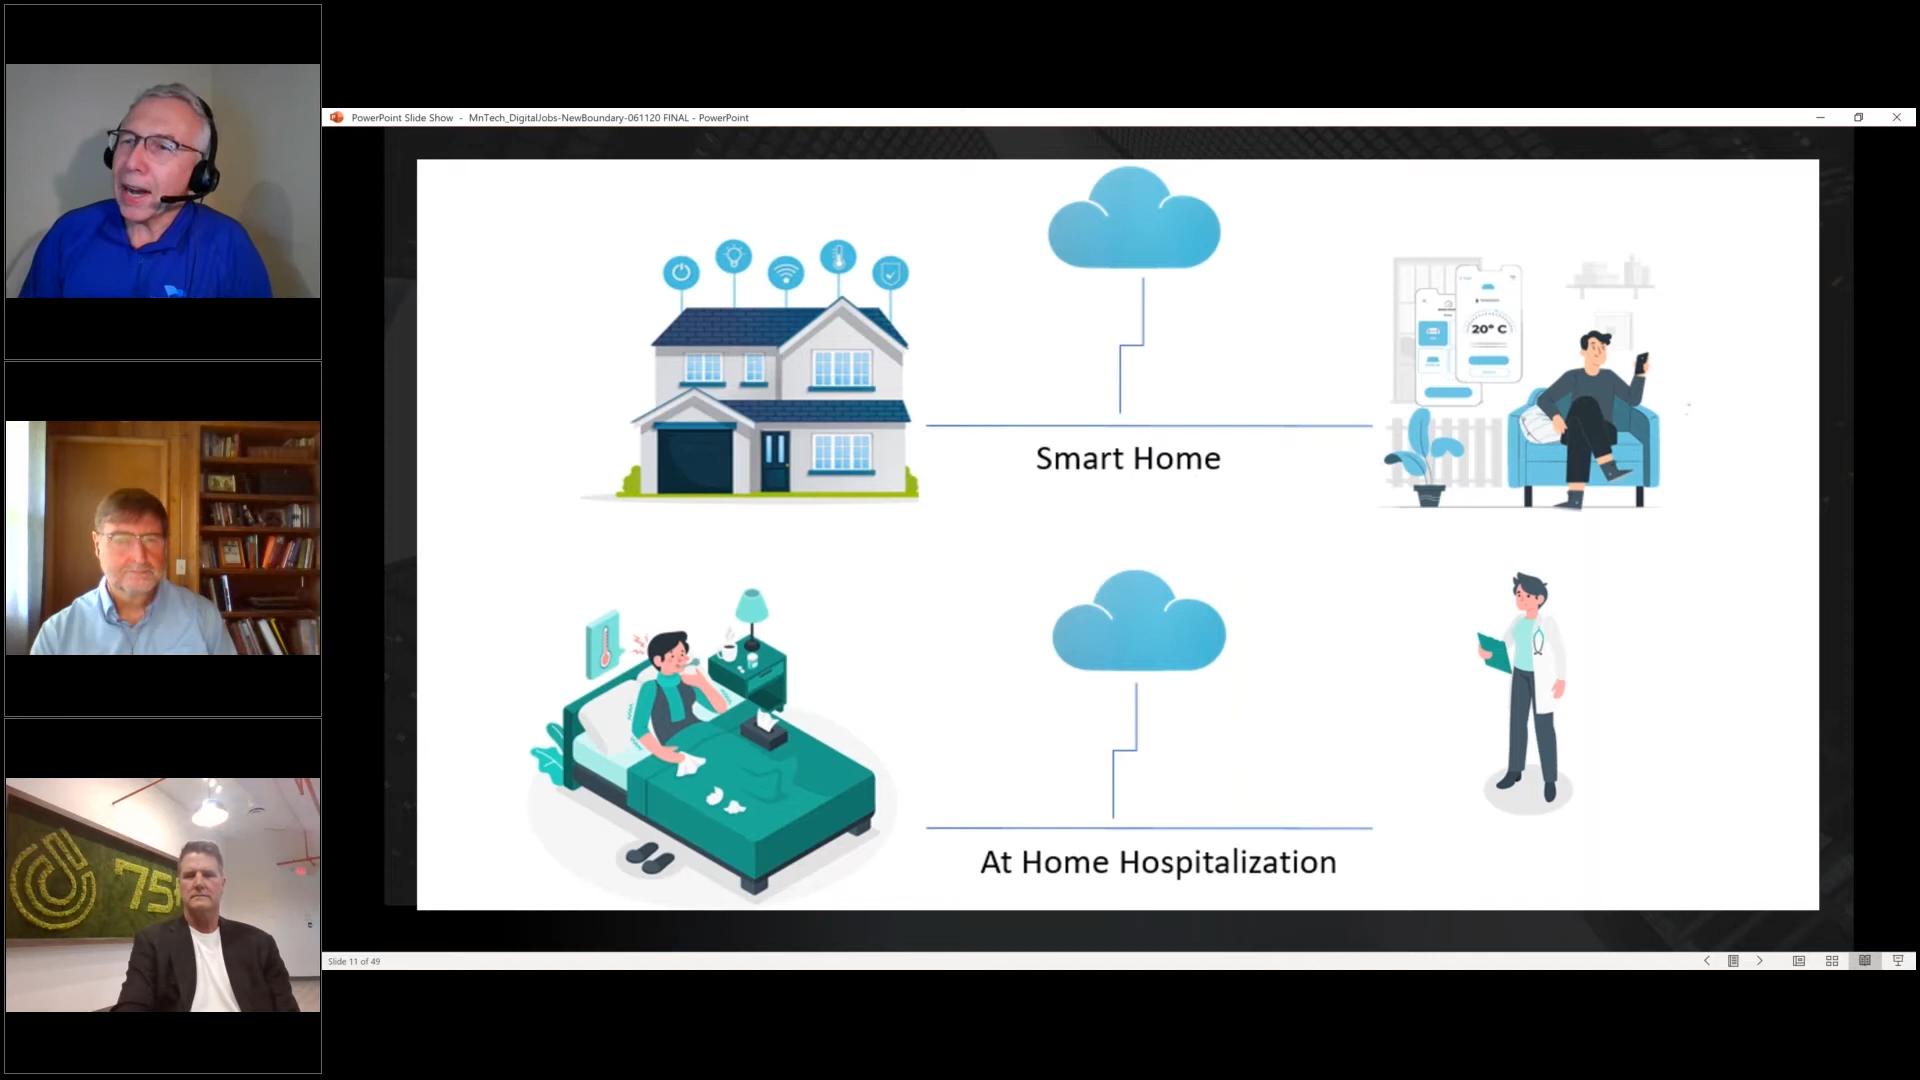 PowerPoint Slide Show - MnTech_DigitalJobs-NewBoundary-061120 FINAL - PowerPoint
20° C
Smart Home
At Home Hospitalization
75
Slide 11 of 49